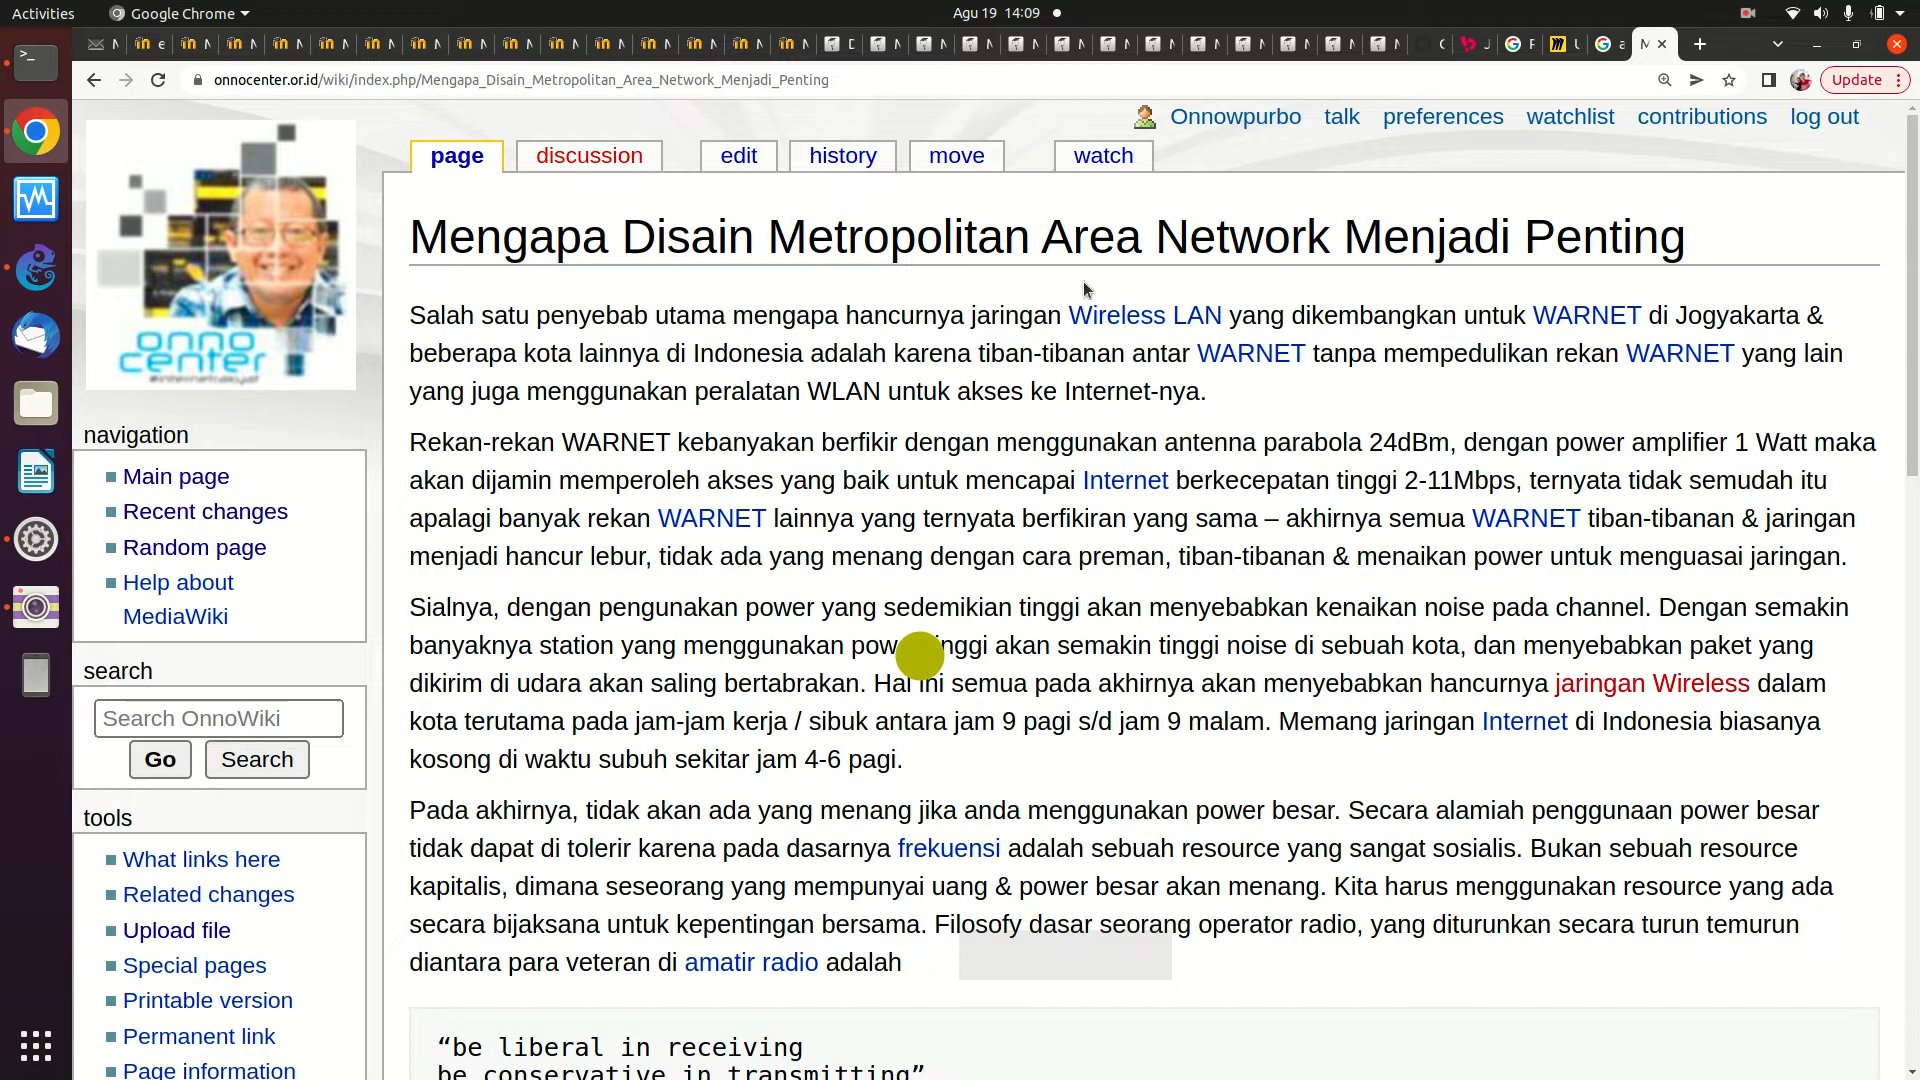 Activities
Google Chrome
Agu 19 14:09
onnocenter.or.id/wiki/index.php/Mengapa_Disain_Metropolitan_Area_Network_Menjadi_Penting
Update
Onnowpurbo talk preferences watchlist contributions log out
page discussion edit history move watch
onno
center
navigation
Main page
Recent changes
Random page
Help about
MediaWiki
search
Search OnnoWiki
Go Search
tools
What links here
Related changes
Upload file
Special pages
Printable version
Permanent link
Page information
Mengapa Disain Metropolitan Area Network Menjadi Penting
Salah satu penyebab utama mengapa hancurnya jaringan Wireless LAN yang dikembangkan untuk WARNET di Jogyakarta &
beberapa kota lainnya di Indonesia adalah karena tiban-tibanan antar WARNET tanpa mempedulikan rekan WARNET yang lain
yang juga menggunakan peralatan WLAN untuk akses ke Internet-nya.
Rekan-rekan WARNET kebanyakan berfikir dengan menggunakan antenna parabola 24dBm, dengan power amplifier 1 Watt maka
akan dijamin memperoleh akses yang baik untuk mencapai Internet berkecepatan tinggi 2-11Mbps, ternyata tidak semudah itu
apalagi banyak rekan WARNET lainnya yang ternyata berfikiran yang sama – akhirnya semua WARNET tiban-tibanan & jaringan
menjadi hancur lebur, tidak ada yang menang dengan cara preman, tiban-tibanan & menaikan power untuk menguasai jaringan.
Sialnya, dengan pengunakan power yang sedemikian tinggi akan menyebabkan kenaikan noise pada channel. Dengan semakin
banyaknya station yang menggunakan akan semakin tinggi noise di sebuah kota, dan menyebabkan paket yang
dikirim di udara akan saling bertabrakan. Hal ini semua pada akhirnya akan menyebabkan hancurnya jaringan Wireless dalam
kota terutama pada jam-jam kerja / sibuk antara jam 9 pagi s/d jam 9 malam. Memang jaringan Internet di Indonesia biasanya
kosong di waktu subuh sekitar jam 4-6 pagi.
Pada akhirnya, tidak akan ada yang menang jika anda menggunakan power besar. Secara alamiah penggunaan power besar
tidak dapat di tolerir karena pada dasarnya frekuensi adalah sebuah resource yang sangat sosialis. Bukan sebuah resource
kapitalis, dimana seseorang yang mempunyai uang & power besar akan menang. Kita harus menggunakan resource yang ada
secara bijaksana untuk kepentingan bersama. Filosofy dasar seorang operator radio, yang diturunkan secara turun temurun
diantara para veteran di amatir radio adalah
“be liberal in receiving
be conservative in transmitting”